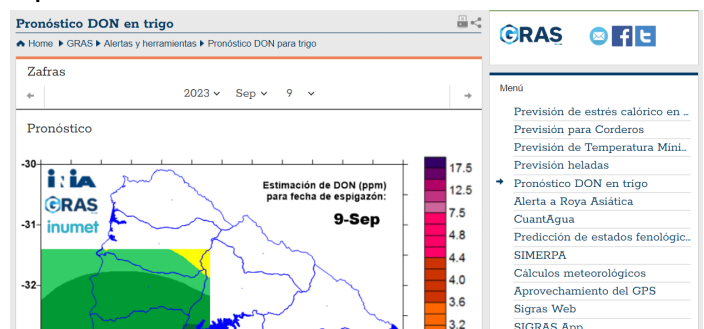 Pronóstico DON en trigo
Home ▸ GRAS ▸ Alertas y herramientas ▸ Pronóstico DON para trigo
Zafras
2023 Sep 9
Pronóstico
-30
-31
-32
INIA
GRAS
inumet
Estimación de DON (ppm)
para fecha de espigazón:
9-Sep
17.5
12.5
7.5
4.8
4.4
4.0
3.6
3.2
GRAS
Menú
Previsión de estrés calórico en ...
Previsión para Corderos
Previsión de Temperatura Míni...
Previsión heladas
Pronóstico DON en trigo
Alerta a Roya Asiática
CuantAgua
Predicción de estados fenológic...
SIMERPA
Cálculos meteorológicos
Aprovechamiento del GPS
Sigras Web
SIGRAS App